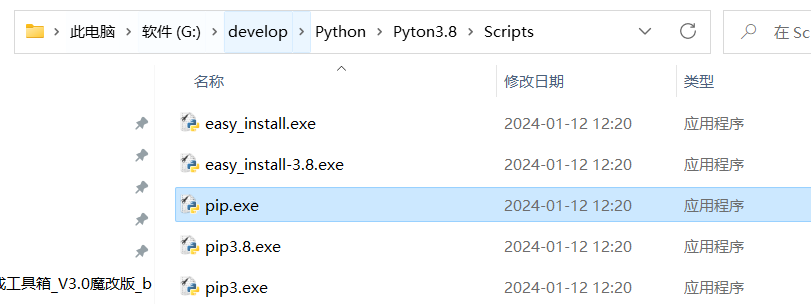 此电脑 软件 (G:) develop Python Pyton3.8 Scripts 在 Sc
名称 修改日期 类型
easy_install.exe 2024-01-12 12:20 应用程序
easy_install-3.8.exe 2024-01-12 12:20 应用程序
pip.exe 2024-01-12 12:20 应用程序
pip3.8.exe 2024-01-12 12:20 应用程序
工具箱_V3.0魔改版_b
pip3.exe 2024-01-12 12:20 应用程序